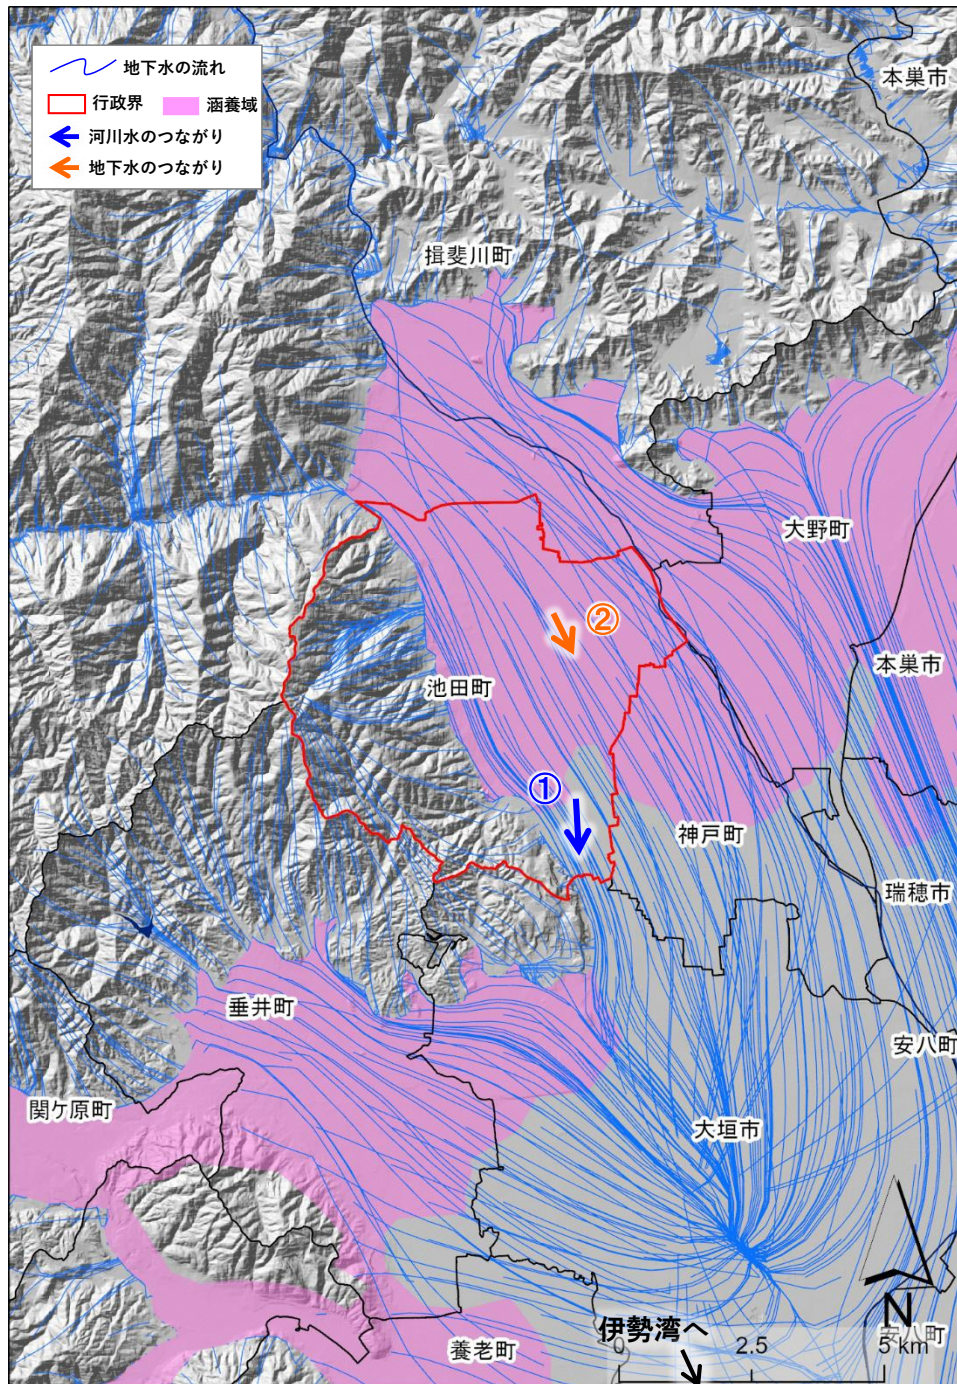 地下水の流れ
行政界
涵養域
河川水のつながり
地下水のつながり
本巣市
揖斐川町
大野町
②
本巣市
池田町
①
神戸町
瑞穂市
垂井町
安八町
関ケ原町
大垣市
N
伊勢湾へ
安八町
養老町
0 2.5 5 km